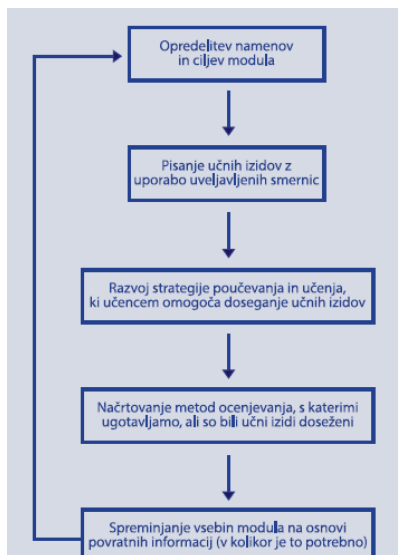 Opredelitev namenov
in ciljev modula
Pisanje učnih izidov z
uporabo uveljavljenih smernic
Razvoj strategije poučevanja in učenja,
ki učencem omogoča doseganje učnih izidov
Načrtovanje metod ocenjevanja, s katerimi
ugotavljamo, ali so bili učni izidi doseženi
Spreminjanje vsebin modula na osnovi
povratnih informacij (v kolikor je to potrebno)